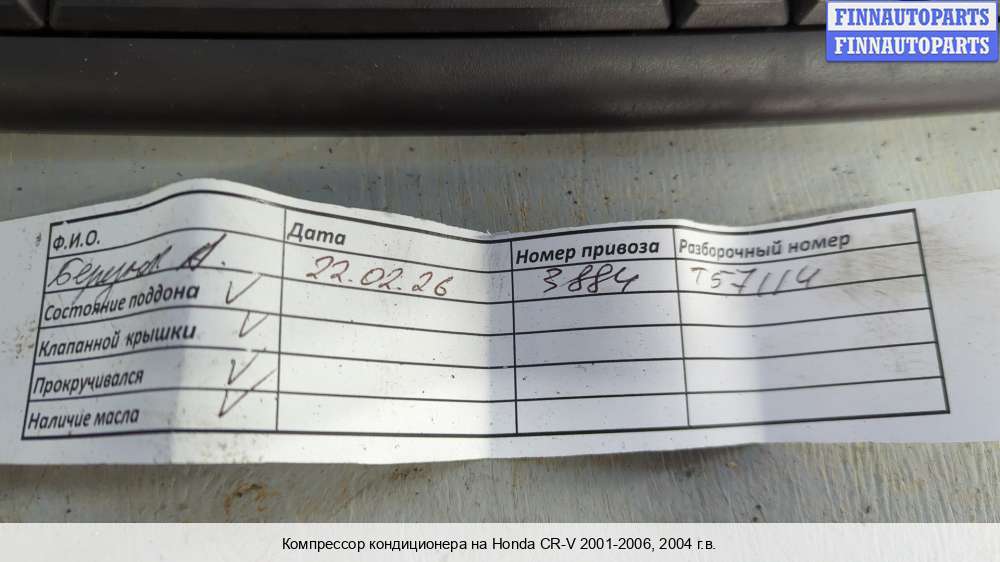 FINNAUTOPARTS
FINNAUTOPARTS
Ф.И.О. Дата Номер привоза Разборочный номер
А. 22.02.26 3884 T57114
Состояние поддона
Клапанной крышки
Прокручивался
Наличие масла
Компрессор кондиционера на Honda CR-V 2001-2006, 2004 г.в.